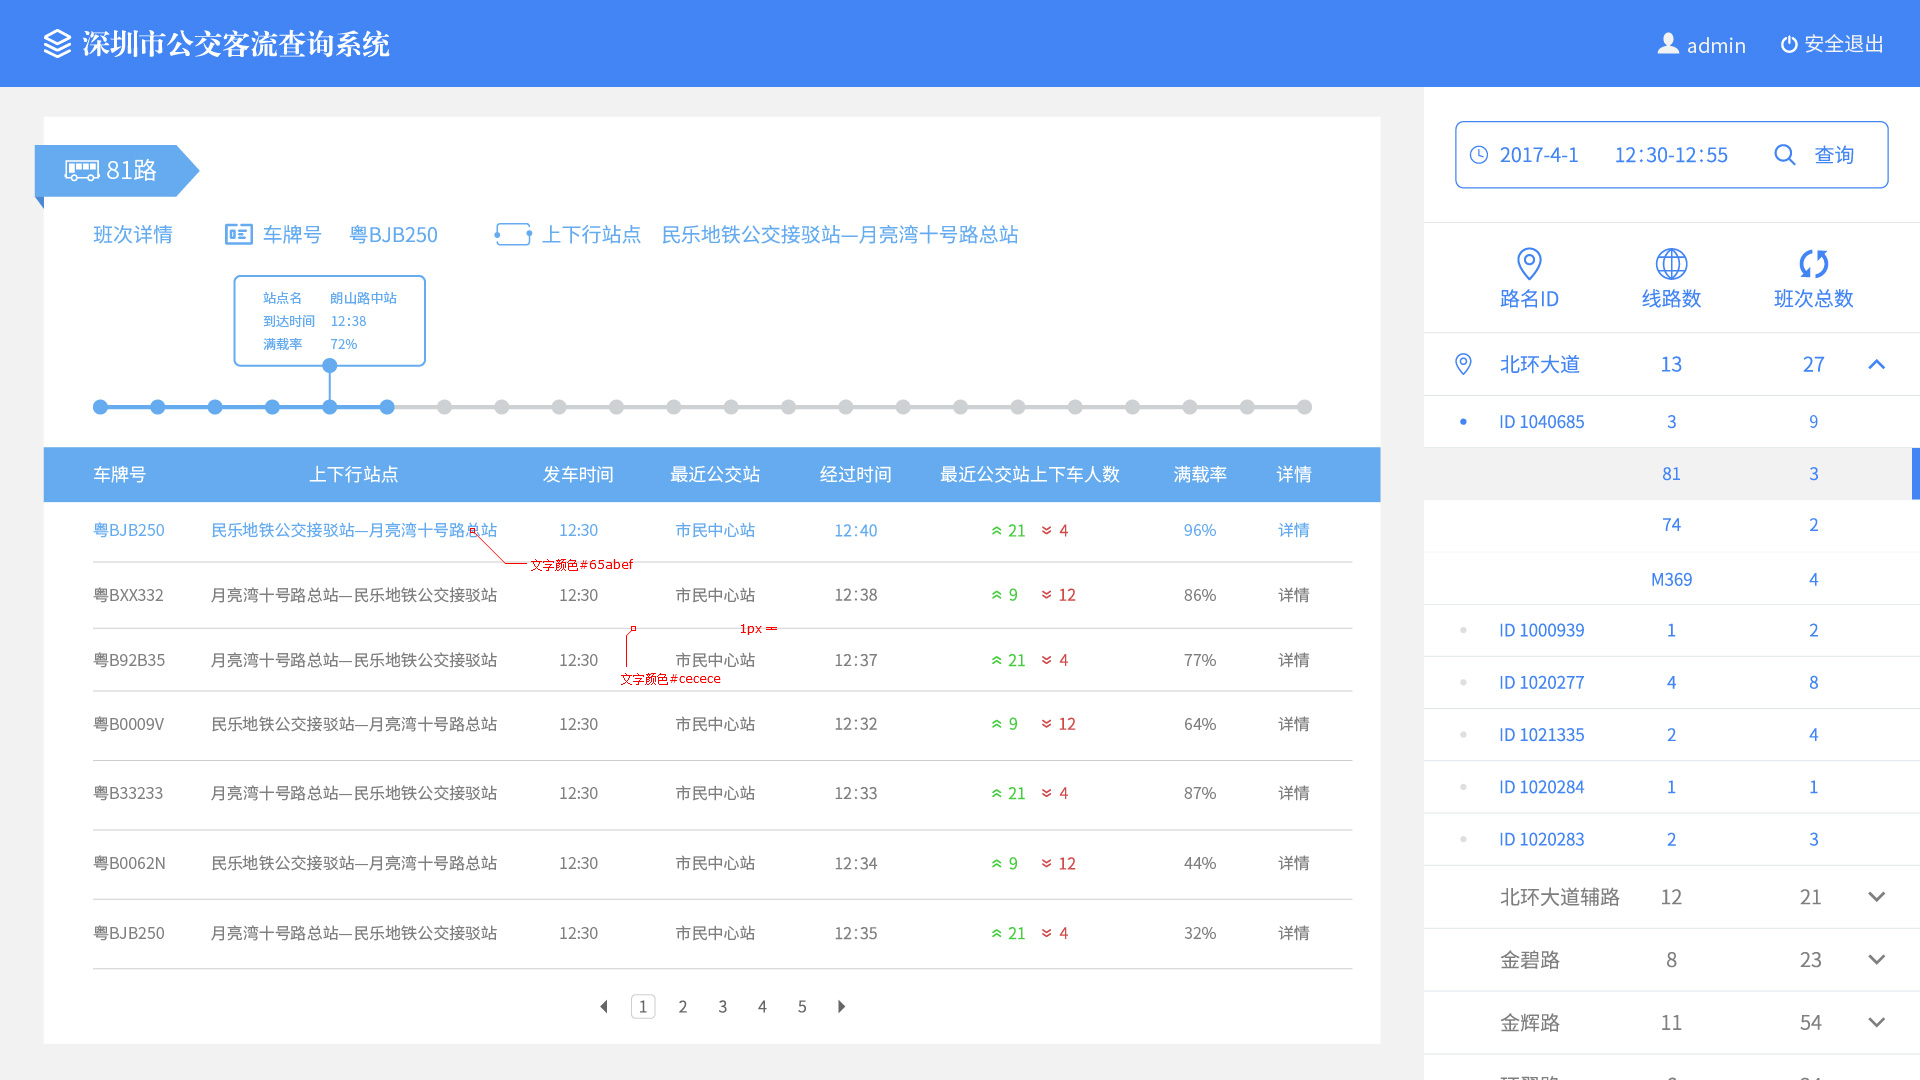 深圳市公交客流查询系统
admin
安全退出
81路
班次详情 车牌号 粤BJB250 上下行站点 民乐地铁公交接驳站—月亮湾十号路总站
站点名 朗山路中站
到达时间 12:38
满载率 72%
车牌号 上下行站点 发车时间 最近公交站 经过时间 最近公交站上下车人数 满载率 详情
粤BJB250 民乐地铁公交接驳站—月亮湾十号路总站 12:30 市民中心站 12:40 21 4 96% 详情
文字颜色#65abef
粤BXX332 月亮湾十号路总站—民乐地铁公交接驳站 12:30 市民中心站 12:38 9 12 86% 详情
1px
粤B92B35 月亮湾十号路总站—民乐地铁公交接驳站 12:30 市民中心站 12:37 21 4 77% 详情
文字颜色#cecece
粤B0009V 民乐地铁公交接驳站—月亮湾十号路总站 12:30 市民中心站 12:32 9 12 64% 详情
粤B33233 月亮湾十号路总站—民乐地铁公交接驳站 12:30 市民中心站 12:33 21 4 87% 详情
粤B0062N 民乐地铁公交接驳站—月亮湾十号路总站 12:30 市民中心站 12:34 9 12 44% 详情
粤BJB250 月亮湾十号路总站—民乐地铁公交接驳站 12:30 市民中心站 12:35 21 4 32% 详情
1 2 3 4 5
2017-4-1 12:30-12:55 查询
路名ID 线路数 班次总数
北环大道 13 27
ID 1040685 3 9
81 3
74 2
M369 4
ID 1000939 1 2
ID 1020277 4 8
ID 1021335 2 4
ID 1020284 1 1
ID 1020283 2 3
北环大道辅路 12 21
金碧路 8 23
金辉路 11 54